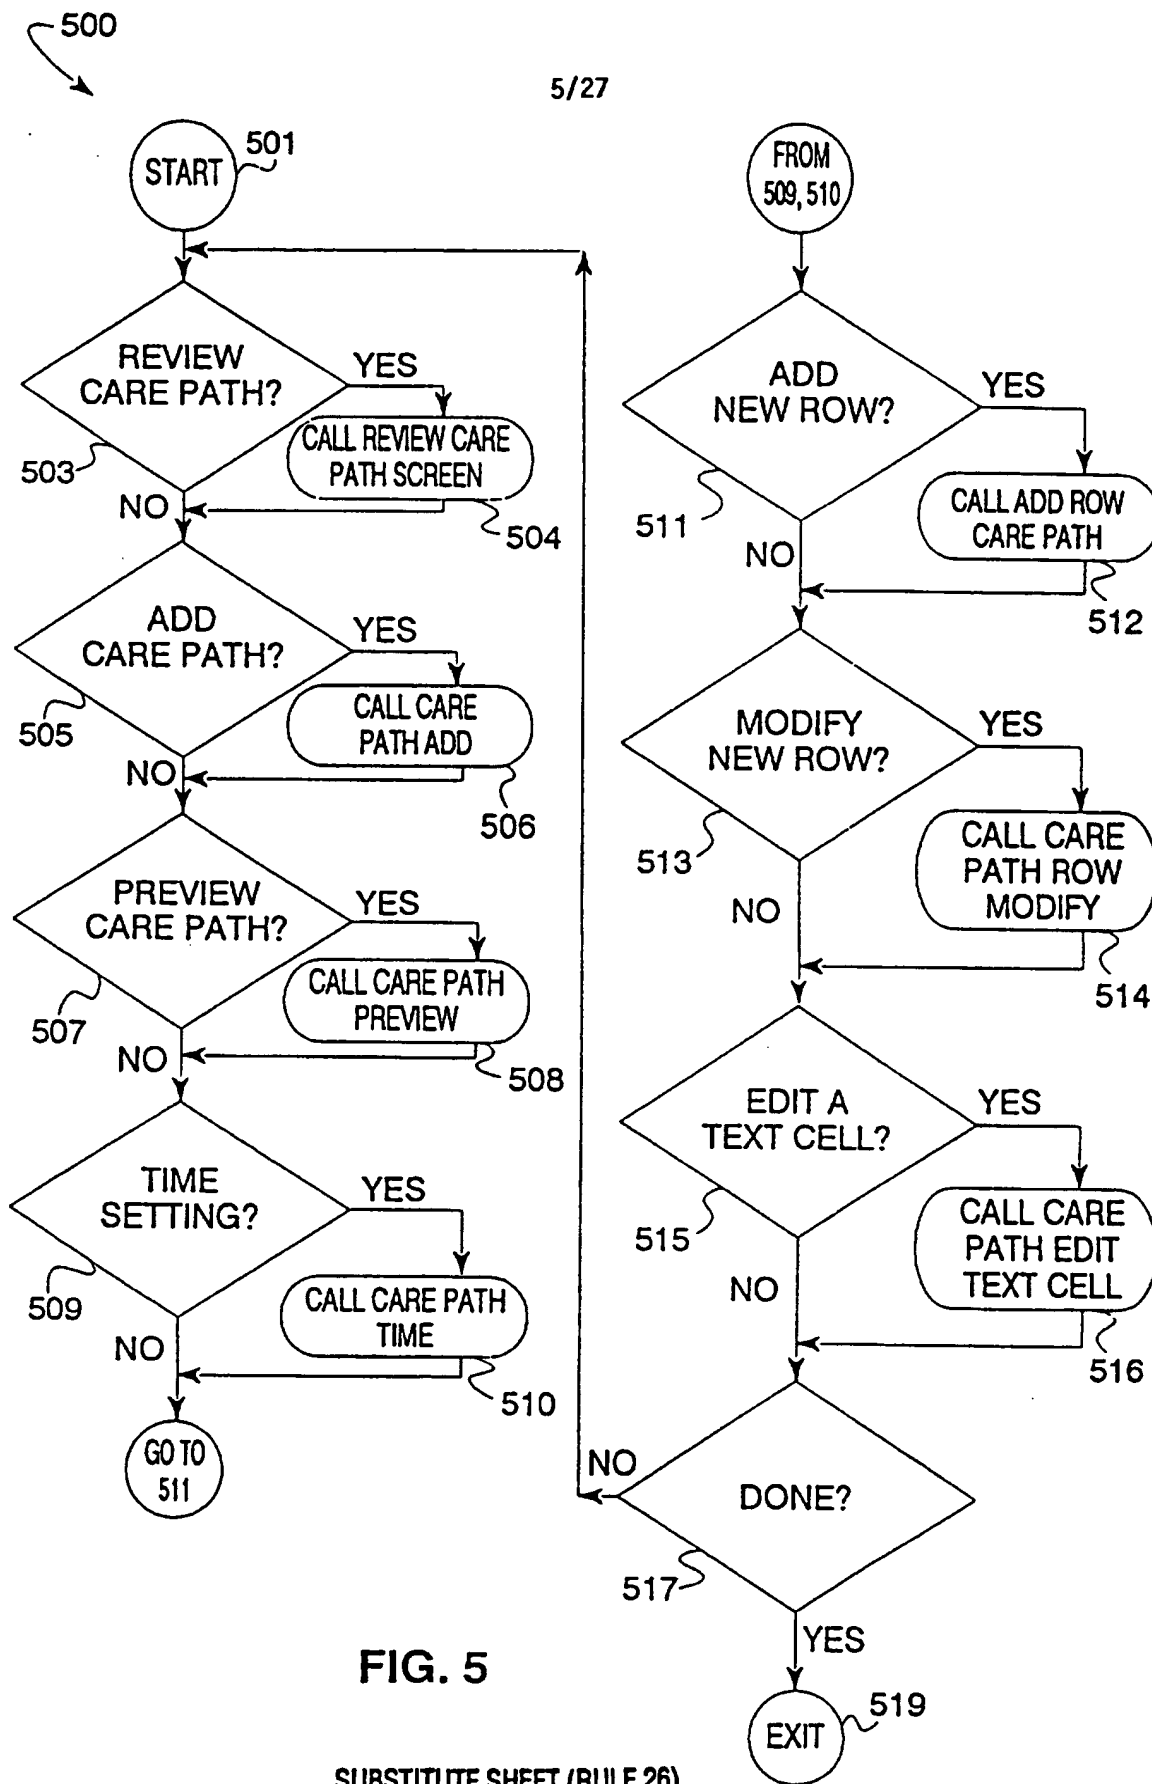 500
5/27
START
501
REVIEW
CARE PATH?
YES
503
CALL REVIEW CARE
PATH SCREEN
NO
504
ADD
CARE PATH?
YES
505
CALL CARE
PATH ADD
NO
506
PREVIEW
CARE PATH?
YES
507
CALL CARE PATH
PREVIEW
NO
508
TIME
SETTING?
YES
509
CALL CARE PATH
TIME
NO
510
GO TO
511
FROM
509, 510
ADD
NEW ROW?
YES
511
CALL ADD ROW
CARE PATH
NO
512
MODIFY
NEW ROW?
YES
513
CALL CARE
PATH ROW
MODIFY
NO
514
EDIT A
TEXT CELL?
YES
515
CALL CARE
PATH EDIT
TEXT CELL
NO
516
NO
DONE?
517
YES
EXIT
519
FIG. 5
SUBSTITUTE SHEET (RULE 26)